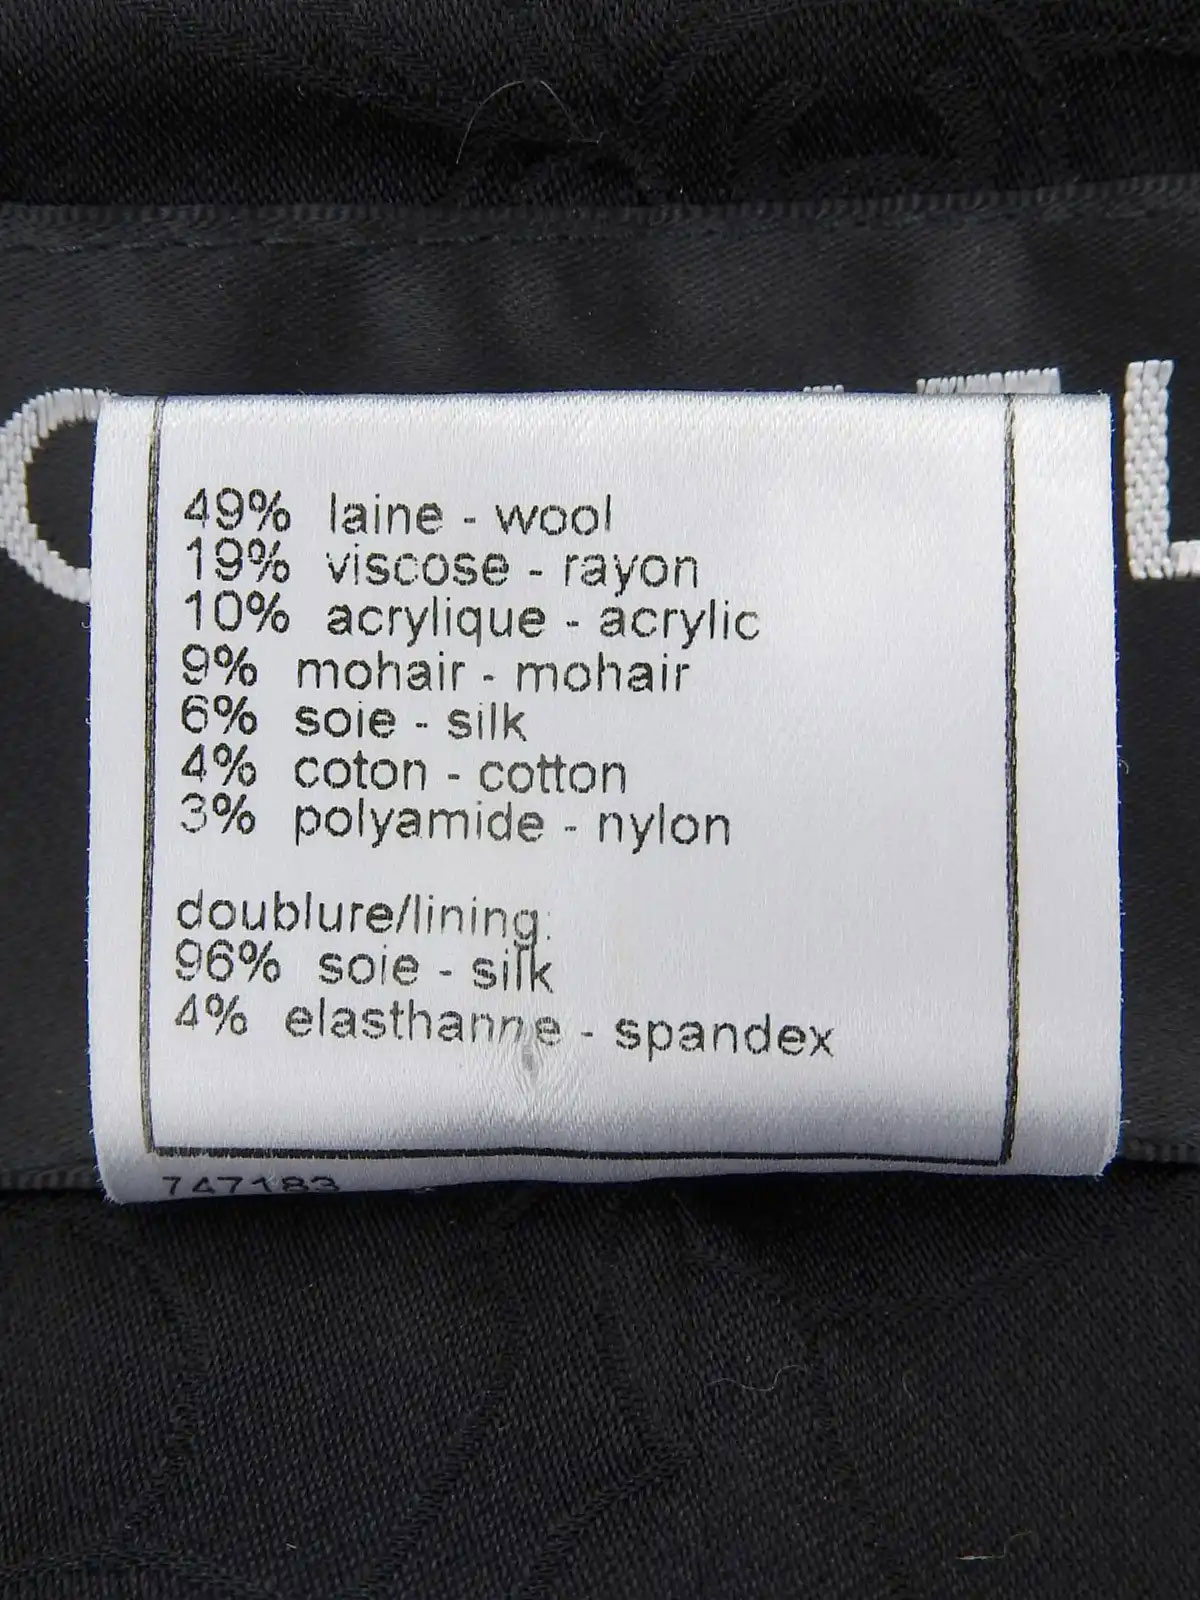 49% laine - wool
19% viscose - rayon
10% acrylique - acrylic
9% mohair - mohair
6% soie - silk
4% coton - cotton
3% polyamide - nylon
doublure/lining:
96% soie - silk
4% elasthanne - spandex
747183